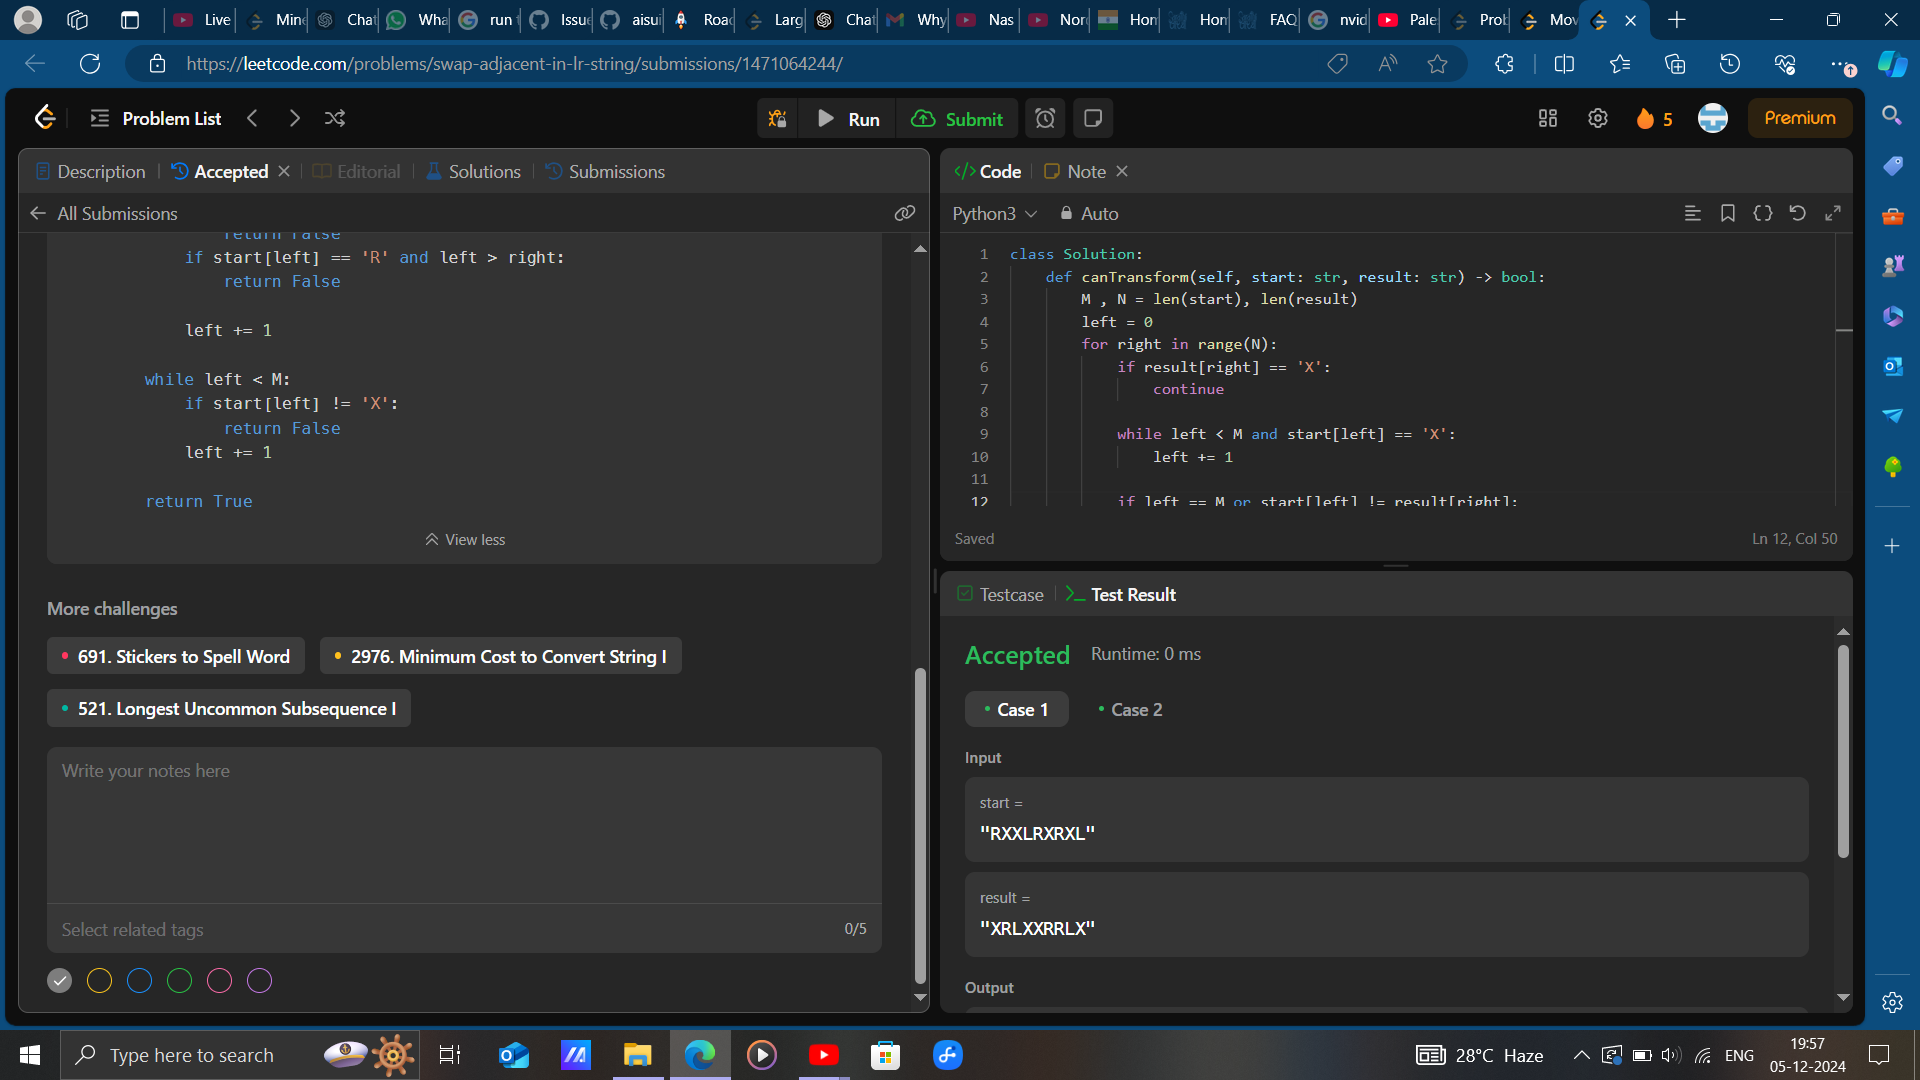 Live
Mine
Chat
Wha
run
Issu
aisui
Roa
Larg
Chat
Why
Nas
Nor
Hon
Hon
FAQ
nvid
Pale
Prob
Mov
https://leetcode.com/problems/swap-adjacent-in-lr-string/submissions/1471064244/
Problem List
Run
Submit
5
Premium
Description
Accepted
Editorial
Solutions
Submissions
All Submissions
return False
if start[left] == 'R' and left > right:
return False
left += 1
while left < M:
if start[left] != 'X':
return False
left += 1
return True
View less
More challenges
691. Stickers to Spell Word
2976. Minimum Cost to Convert String I
521. Longest Uncommon Subsequence I
Write your notes here
Select related tags
0/5
</> Code
Note
Python3
Auto
1 class Solution:
2 def canTransform(self, start: str, result: str) -> bool:
3 M , N = len(start), len(result)
4 left = 0
5 for right in range(N):
6 if result[right] == 'X':
7 continue
8
9 while left < M and start[left] == 'X':
10 left += 1
11
12 if left == M or start[left] != result[right]:
Saved
Ln 12, Col 50
Testcase
Test Result
Accepted
Runtime: 0 ms
Case 1
Case 2
Input
start =
"RXXLRXRXL"
result =
"XRLXXRRLX"
Output
Type here to search
28°C Haze
ENG
19:57
05-12-2024